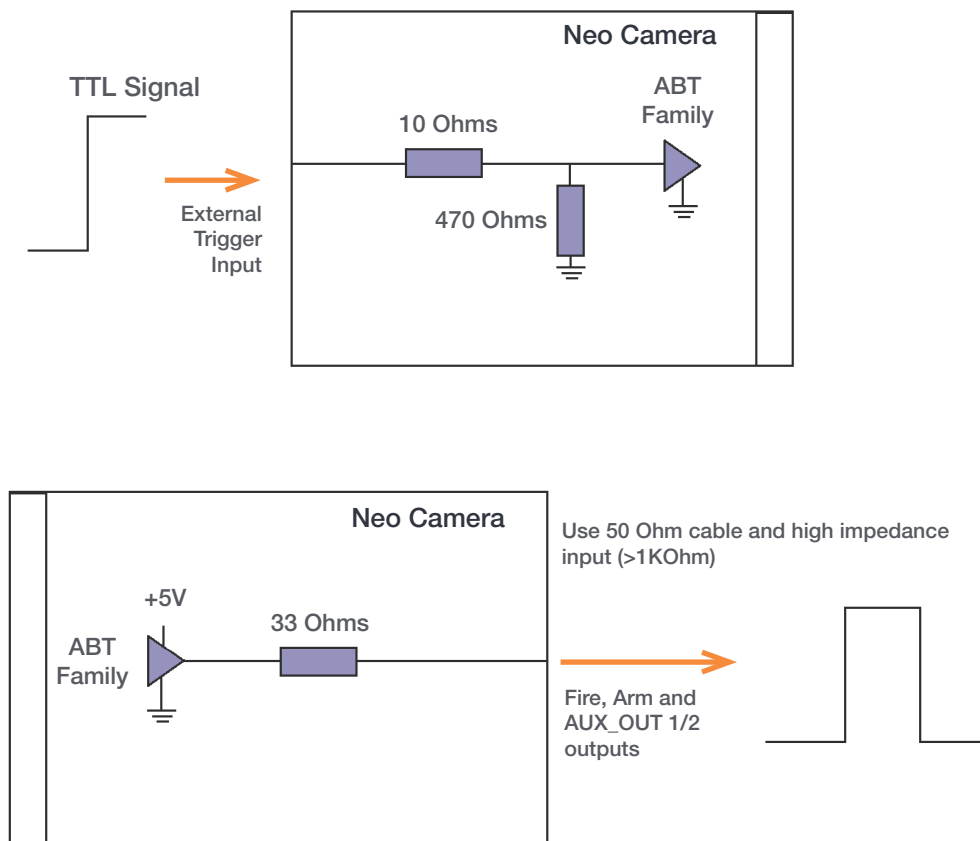 Neo Camera
TTL Signal
ABT
Family
10 Ohms
470 Ohms
External
Trigger
Input
Neo Camera
Use 50 Ohm cable and high impedance
input (>1KOhm)
+5V
33 Ohms
ABT
Family
Fire, Arm and
AUX_OUT 1/2
outputs